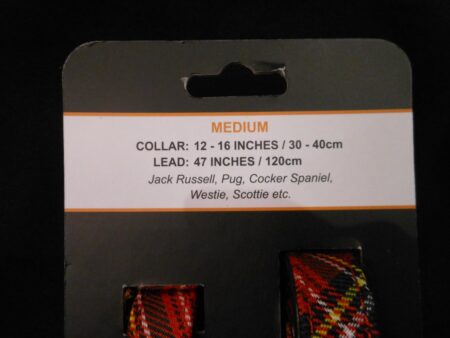 MEDIUM
COLLAR: 12 - 16 INCHES / 30 - 40cm
LEAD: 47 INCHES / 120cm
Jack Russell, Pug, Cocker Spaniel,
Westie, Scottie etc.